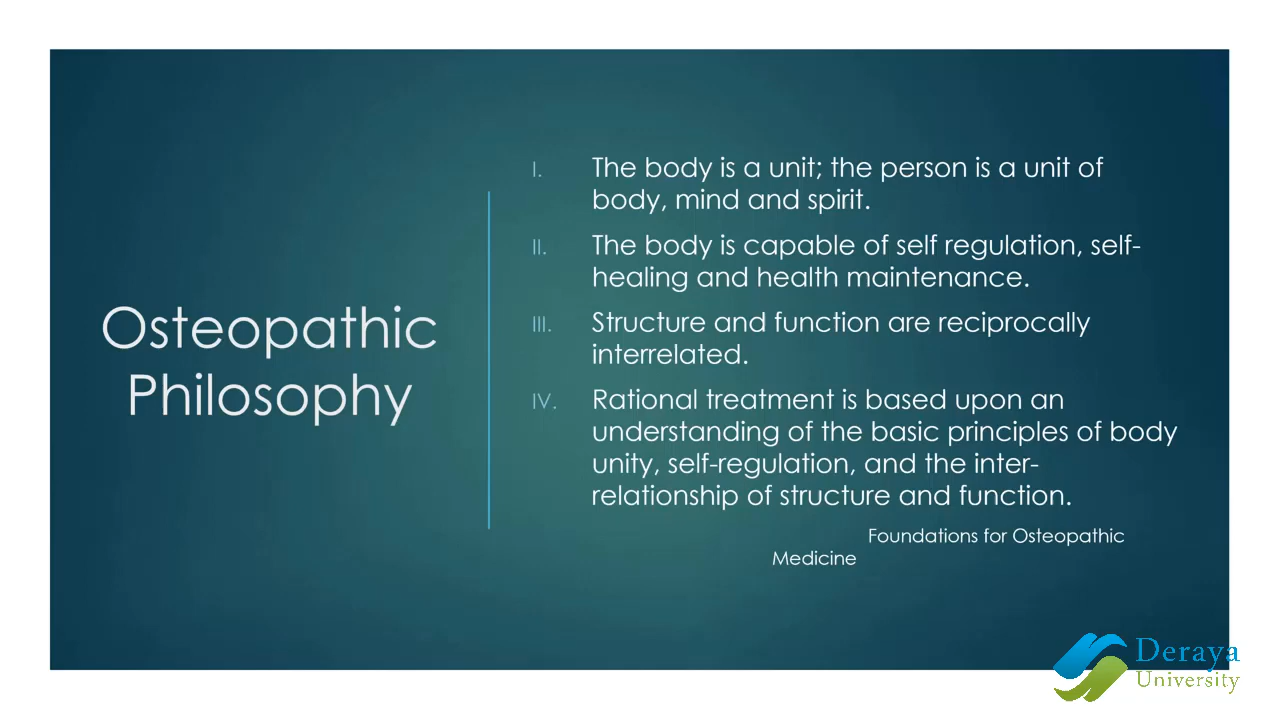 Osteopathic
Philosophy
I. The body is a unit; the person is a unit of
body, mind and spirit.
II. The body is capable of self regulation, self-
healing and health maintenance.
III. Structure and function are reciprocally
interrelated.
IV. Rational treatment is based upon an
understanding of the basic principles of body
unity, self-regulation, and the inter-
relationship of structure and function.
Foundations for Osteopathic
Medicine
Deraya
University